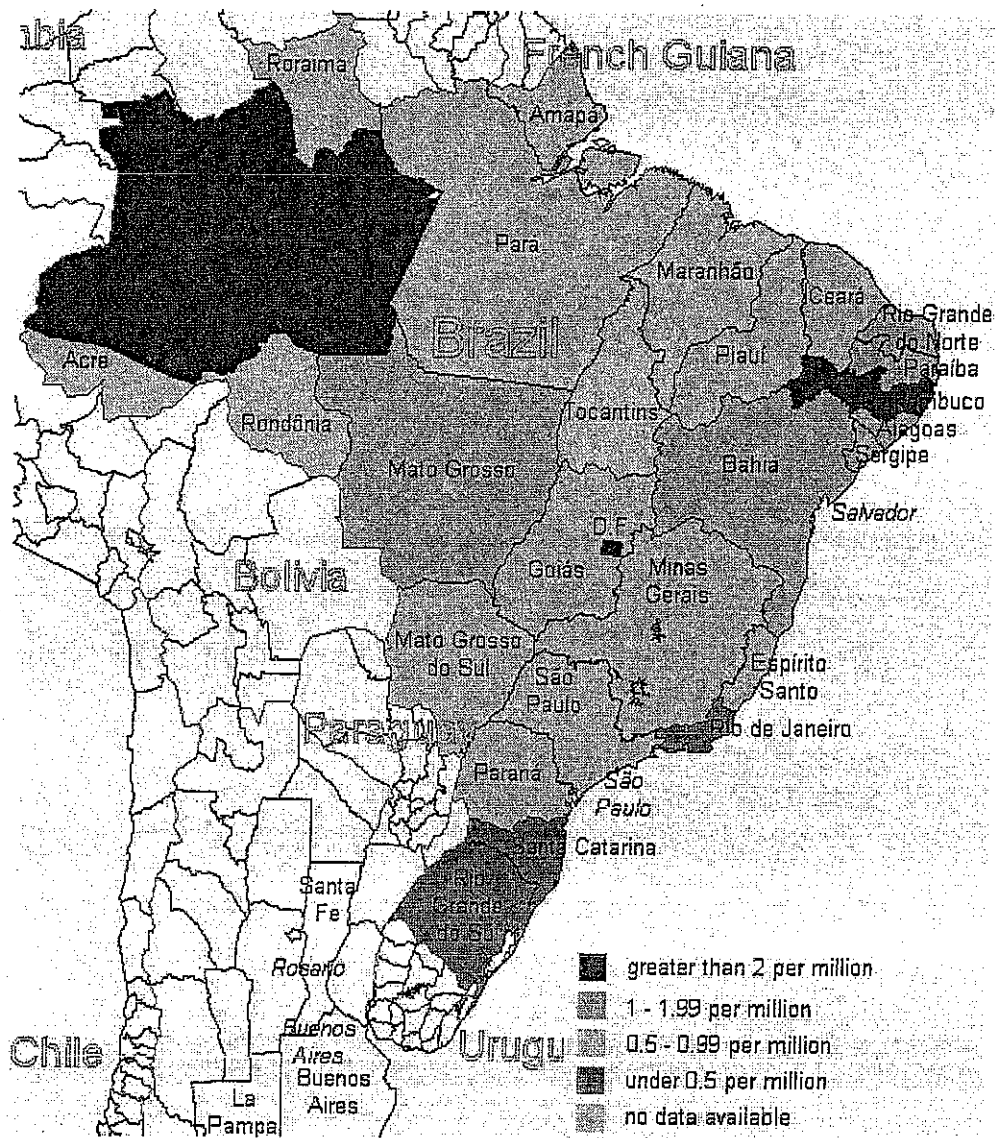 French Guiana
Roraima
Amapa
Para
Maranhão
Ceará
Rio Grande
do Norte
Brazil
Acre
Piauí
Paraíba
Tocantins
Rondônia
Alagoas
Mato Grosso
Bahia
Sergipe
Salvador
D.F.
Bolivia
Goiás
Minas
Gerais
Mato Grosso
do Sul
São
Paulo
Espírito
Santo
Paraguay
Rio de Janeiro
Parana
São
Paulo
Santa Catarina
Rio
Grande
do Sul
Santa
Fe
Rosario
Buenos
Aires
Chile
Urugu
Buenos
Aires
La
Pampa
greater than 2 per million
1 - 1.99 per million
0.5 - 0.99 per million
under 0.5 per million
no data available